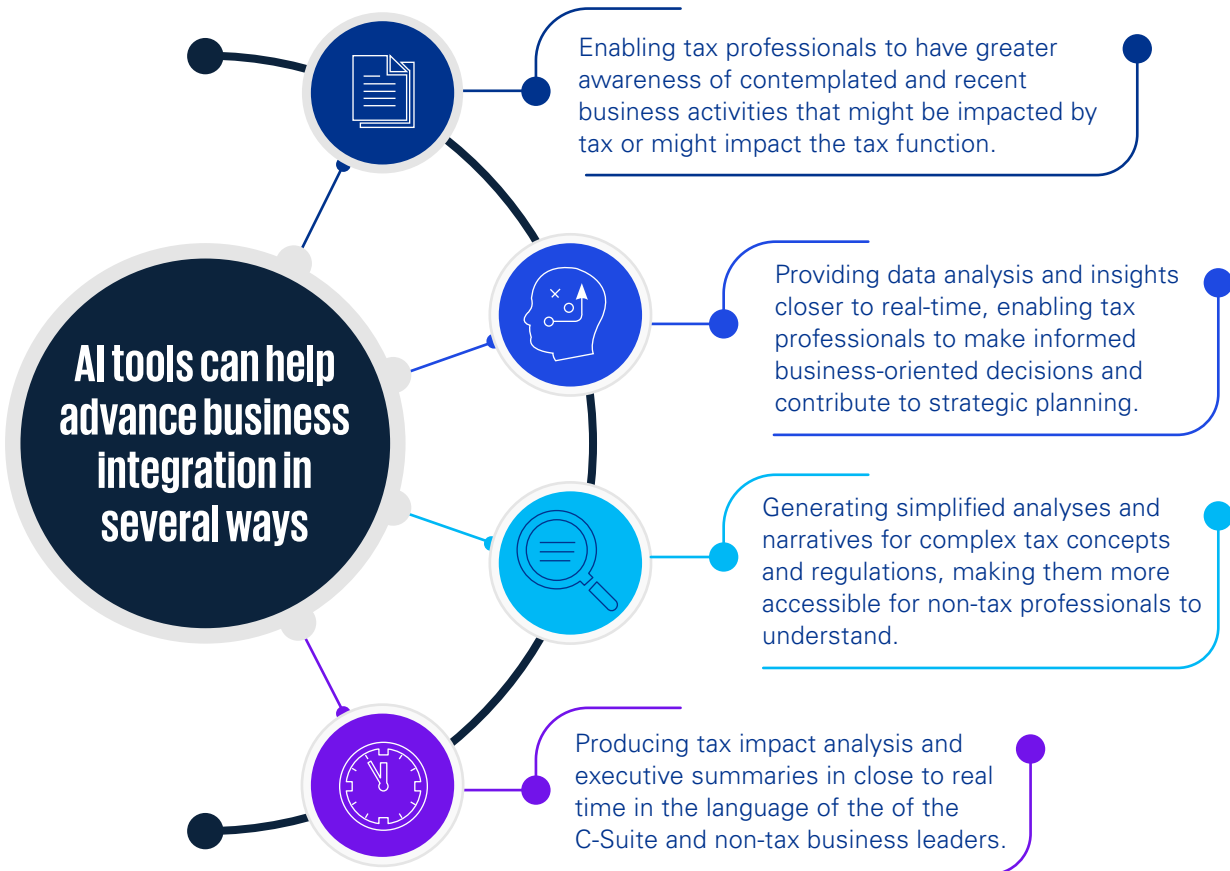 AI tools can help
advance business
integration in
several ways
Enabling tax professionals to have greater
awareness of contemplated and recent
business activities that might be impacted by
tax or might impact the tax function.
Providing data analysis and insights
closer to real-time, enabling tax
professionals to make informed
business-oriented decisions and
contribute to strategic planning.
Generating simplified analyses and
narratives for complex tax concepts
and regulations, making them more
accessible for non-tax professionals to
understand.
Producing tax impact analysis and
executive summaries in close to real
time in the language of the of the
C-Suite and non-tax business leaders.